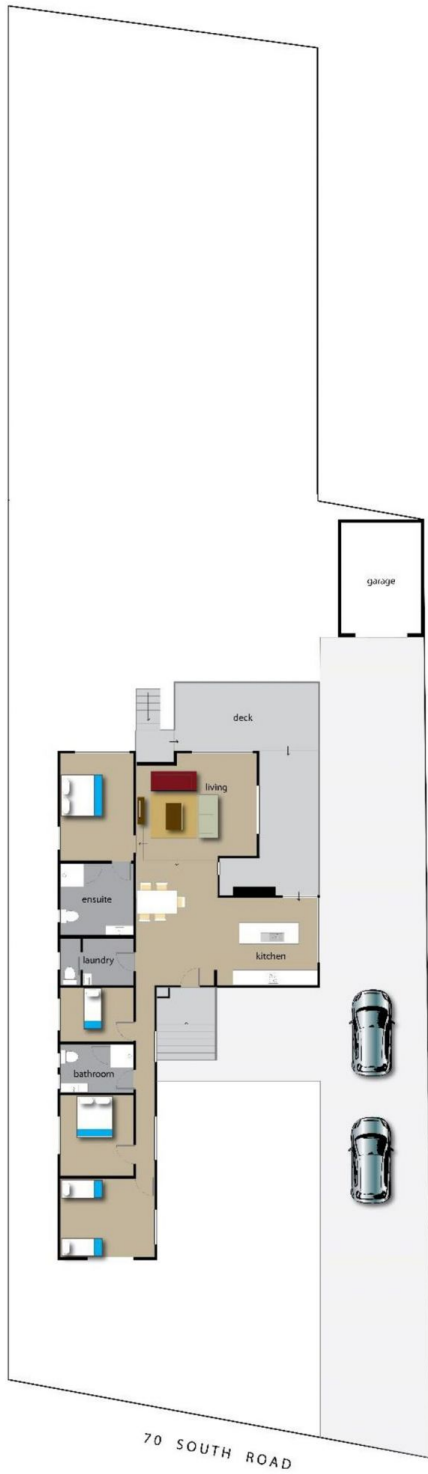 garage
deck
living
ensuite
kitchen
laundry
bathroom
70 SOUTH ROAD